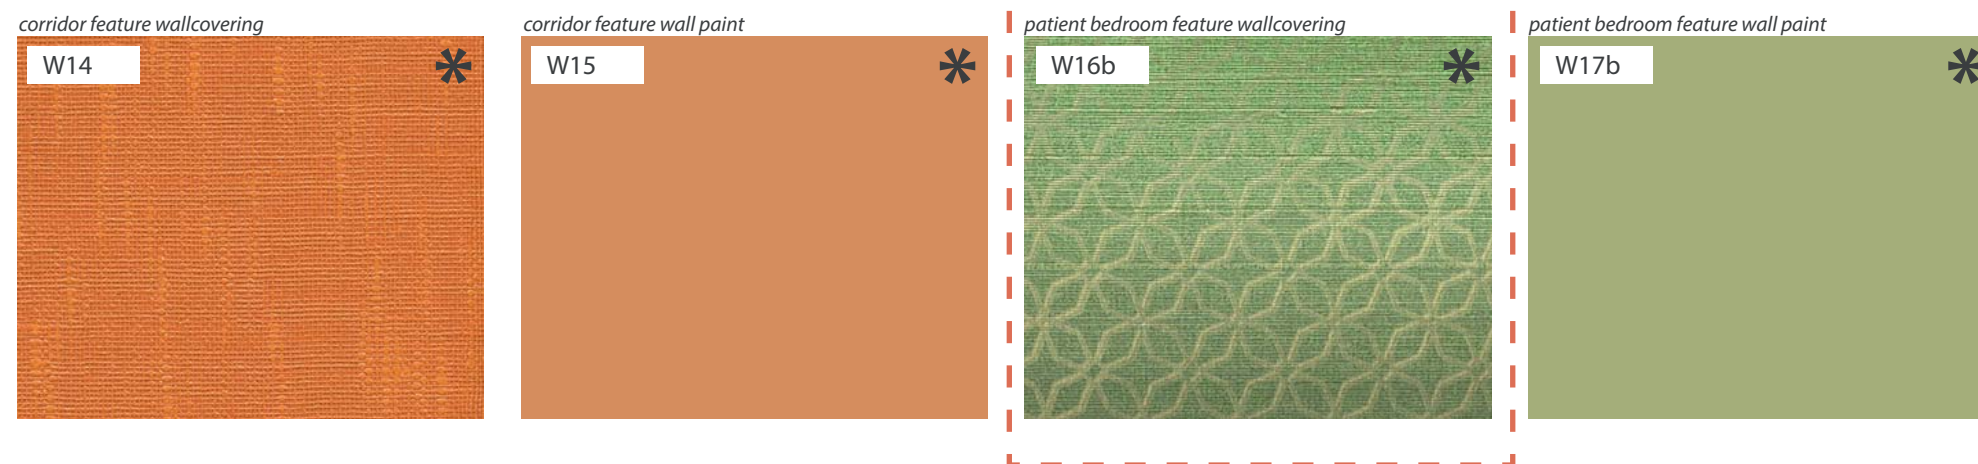 corridor feature wallcovering
W14 *
corridor feature wall paint
W15 *
patient bedroom feature wallcovering
W16b *
patient bedroom feature wall paint
W17b *